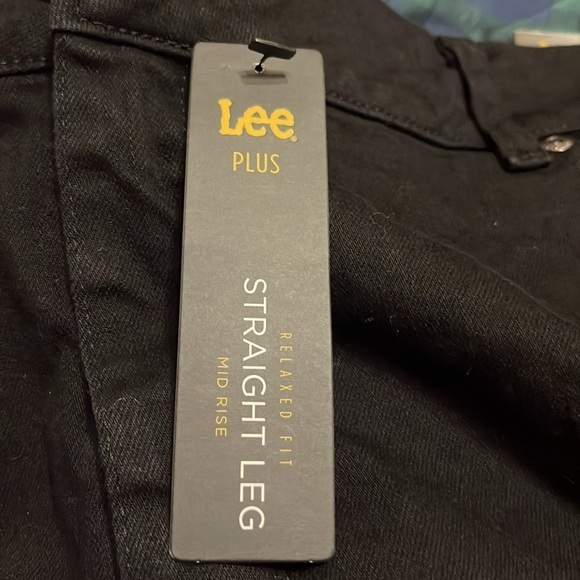 Lee
PLUS
RELAXED FIT
STRAIGHT LEG
MID RISE